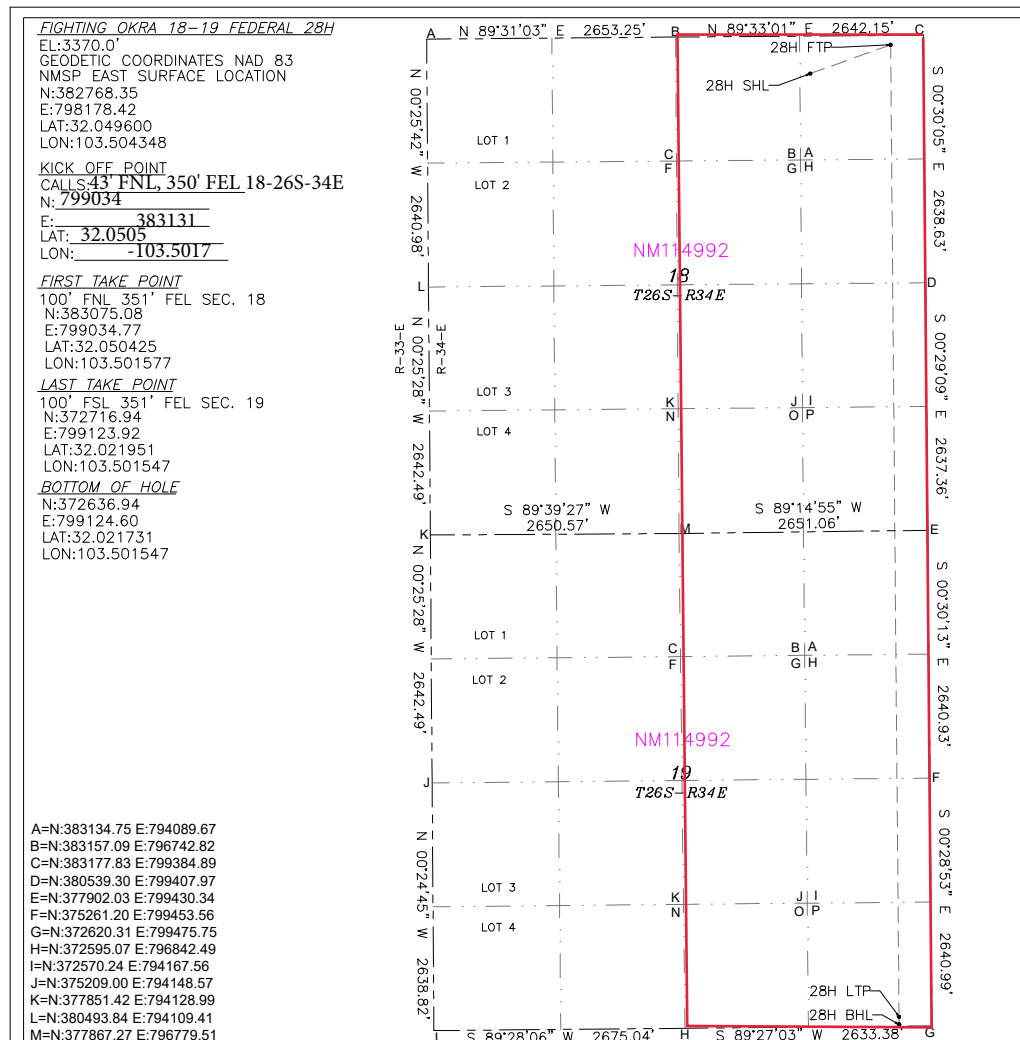 FIGHTING OKRA 18-19 FEDERAL 28H
EL:3370.0'
GEODETIC COORDINATES NAD 83
NMSP EAST SURFACE LOCATION
N:382768.35
E:798178.42
LAT:32.049600
LON:103.504348
KICK OFF POINT
CALLS:43' FNL, 350' FEL 18-26S-34E
N: 799034
E: 383131
LAT: 32.0505
LON: -103.5017
FIRST TAKE POINT
100' FNL 351' FEL SEC. 18
N:383075.08
E:799034.77
LAT:32.050425
LON:103.501577
LAST TAKE POINT
100' FSL 351' FEL SEC. 19
N:372716.94
E:799123.92
LAT:32.021951
LON:103.501547
BOTTOM OF HOLE
N:372636.94
E:799124.60
LAT:32.021731
LON:103.501547
A=N:383134.75 E:794089.67
B=N:383157.09 E:796742.82
C=N:383177.83 E:799384.89
D=N:380539.30 E:799407.97
E=N:377902.03 E:799430.34
F=N:375261.20 E:799453.56
G=N:372620.31 E:799475.75
H=N:372595.07 E:796842.49
I=N:372570.24 E:794167.56
J=N:375209.00 E:794148.57
K=N:377851.42 E:794128.99
L=N:380493.84 E:794109.41
M=N:377867.27 E:796779.51
A N 89°31'03" E 2653.25' B N 89°33'01" E 2642.15' C
28H FTP
28H SHL
N 00°25'42" W 2640.98'
S 00°30'05" E 2638.63'
LOT 1
C B A
F G H
LOT 2
NM114992
18
L D
T26S-R34E
R-33-E
R-34-E
N 00°25'28" W 2642.49'
S 00°29'09" E 2637.36'
LOT 3
K J I
N O P
LOT 4
S 89°39'27" W S 89°14'55" W
2650.57' 2651.06'
K M E
N 00°25'28" W 2642.49'
S 00°30'13" E 2640.93'
LOT 1
C B A
F G H
LOT 2
NM114992
19
J F
T26S-R34E
N 00°24'45" W 2638.82'
S 00°28'53" E 2640.99'
LOT 3
K J I
N O P
LOT 4
28H LTP
28H BHL
I S 89°28'06" W 2675.04' H S 89°27'03" W 2633.38' G